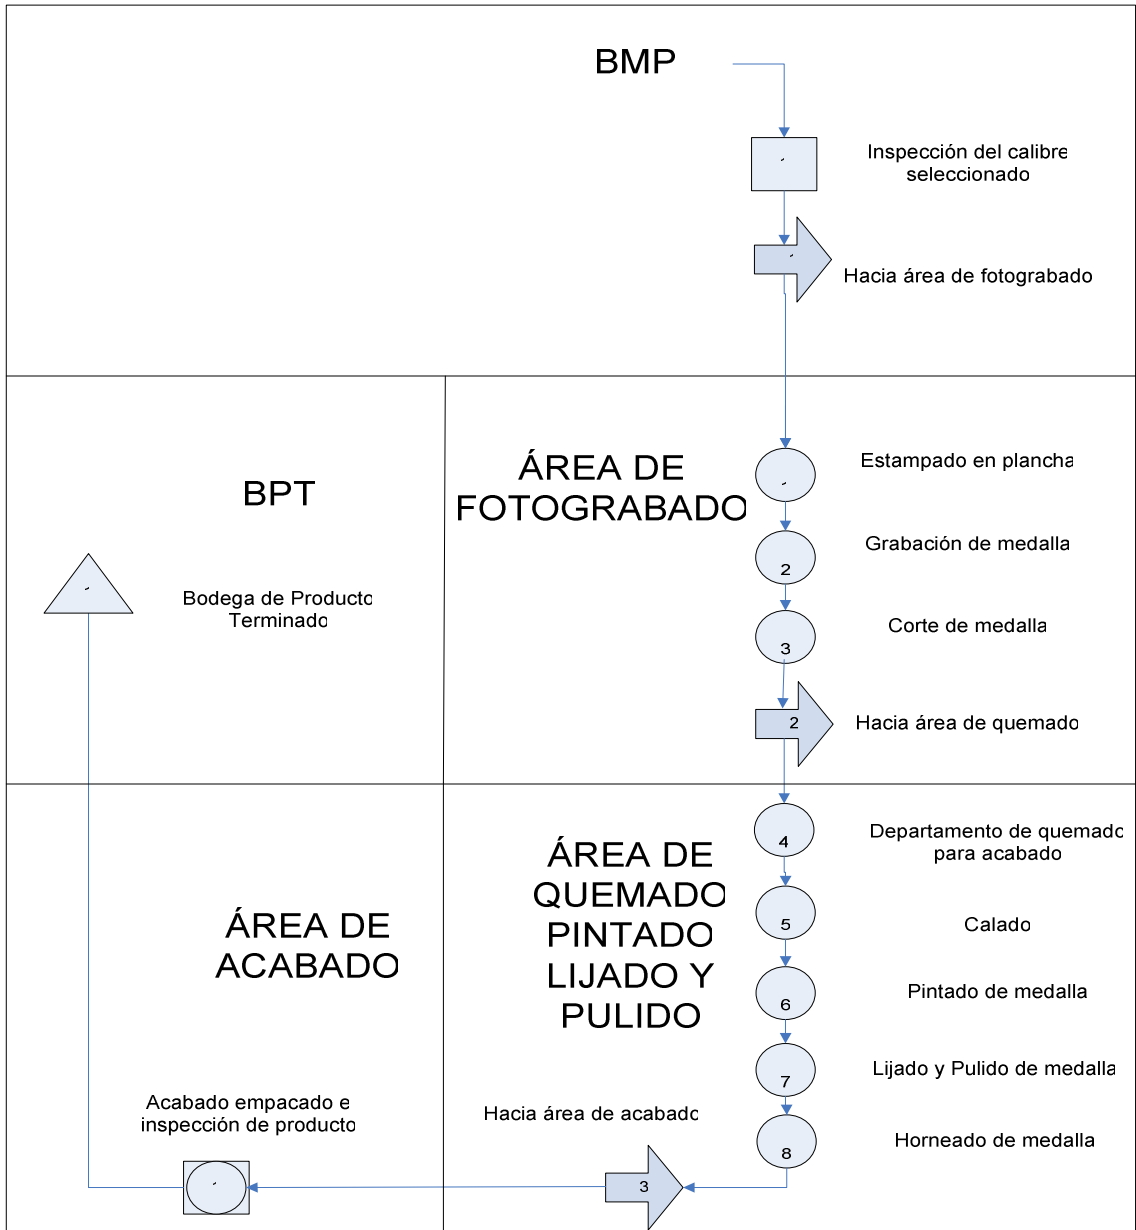 BMP
Inspección del calibre
seleccionado
Hacia área de fotograbado
BPT
Bodega de Producto
Terminado
ÁREA DE
FOTOGRABADO
Estampado en plancha
2
Grabación de medalla
3
Corte de medalla
2
Hacia área de quemado
ÁREA DE
ACABADO
Acabado empacado e
inspección de producto
ÁREA DE
QUEMADO
PINTADO
LIJADO Y
PULIDO
Hacia área de acabado
3
4
Departamento de quemado
para acabado
5
Calado
6
Pintado de medalla
7
Lijado y Pulido de medalla
8
Horneado de medalla